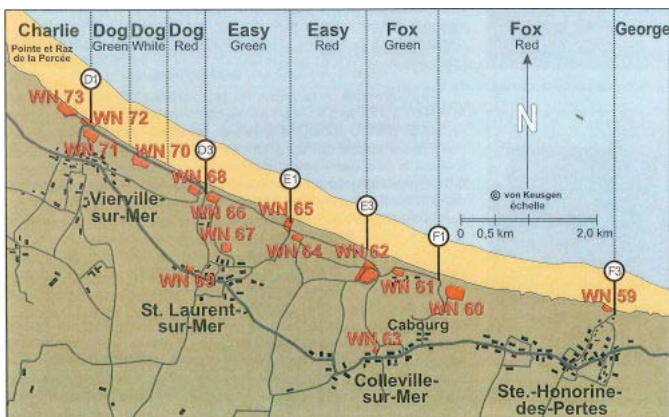 Charlie
Pointe et Raz
de la Percée
Dog
Green
Dog
White
Dog
Red
Easy
Green
Easy
Red
Fox
Green
Fox
Red
George
N
© von Keusgen
échelle
0 0,5 km 2,0 km
D1
WN 73
WN 72
WN 71
WN 70
D3
WN 68
WN 66
WN 67
WN 69
E1
WN 65
WN 64
E3
WN 62
WN 61
F1
WN 60
WN 63
F3
WN 59
Vierville-
sur-Mer
St. Laurent-
sur-Mer
Cabourg
Colleville-
sur-Mer
Ste.-Honorine-
des-Pertes